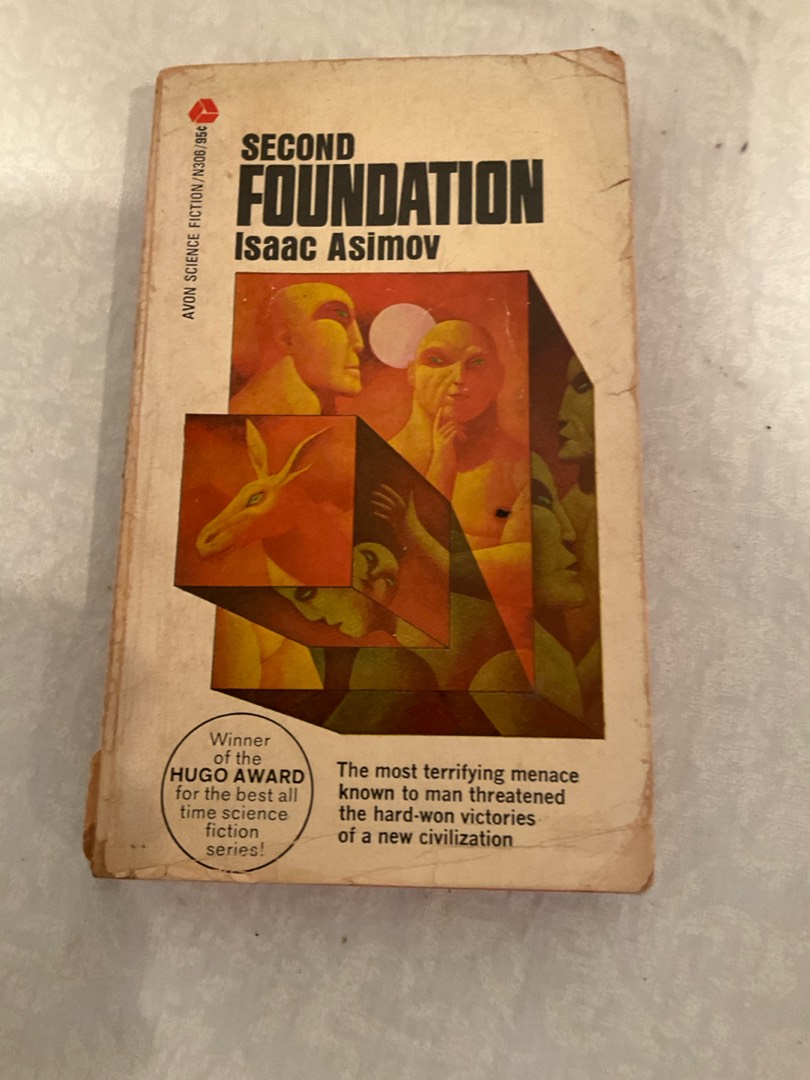 AVON SCIENCE FICTION/N306/95¢
SECOND
FOUNDATION
Isaac Asimov
Winner
of the
HUGO AWARD
for the best all
time science
fiction
series!
The most terrifying menace
known to man threatened
the hard-won victories
of a new civilization